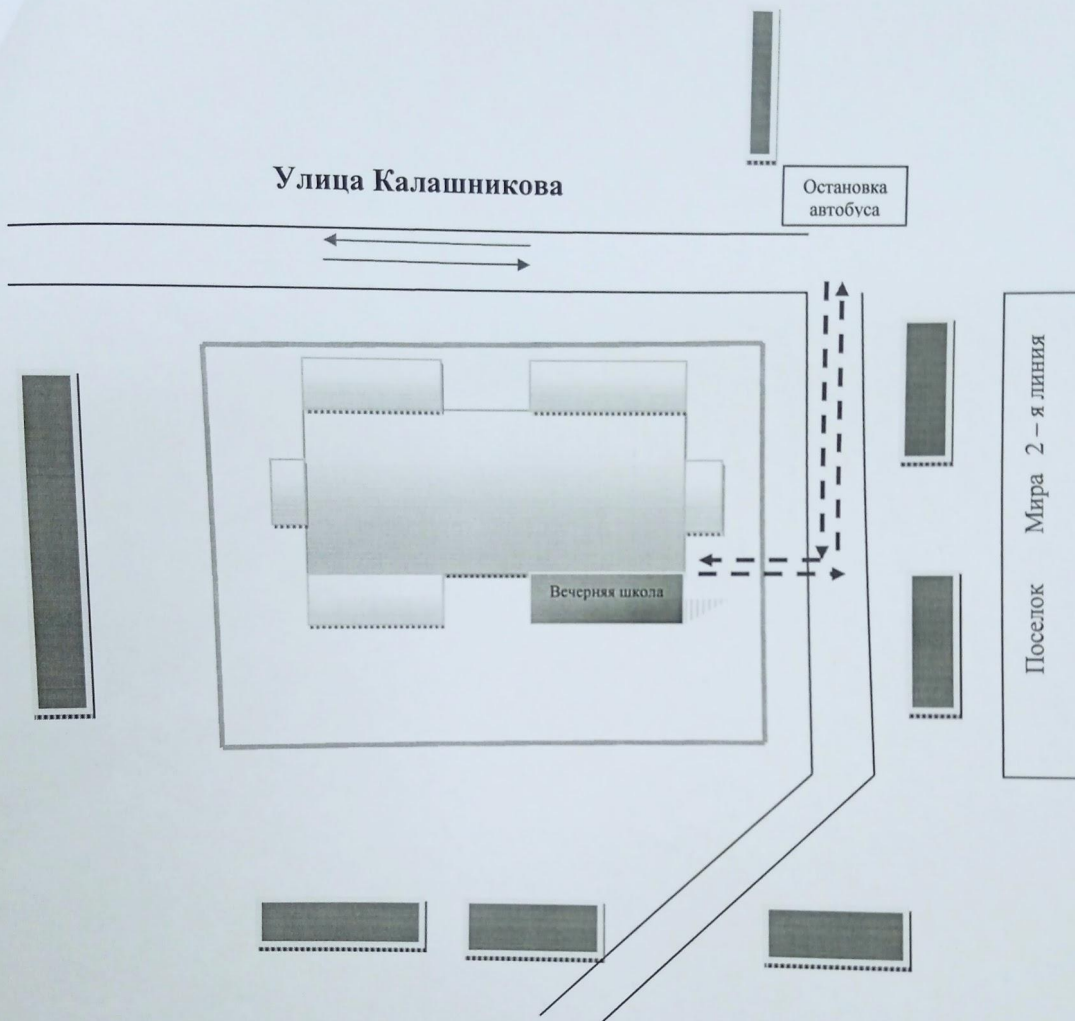 Улица Калашникова
Остановка
автобуса
Вечерняя школа
Поселок Мира 2 – я линия